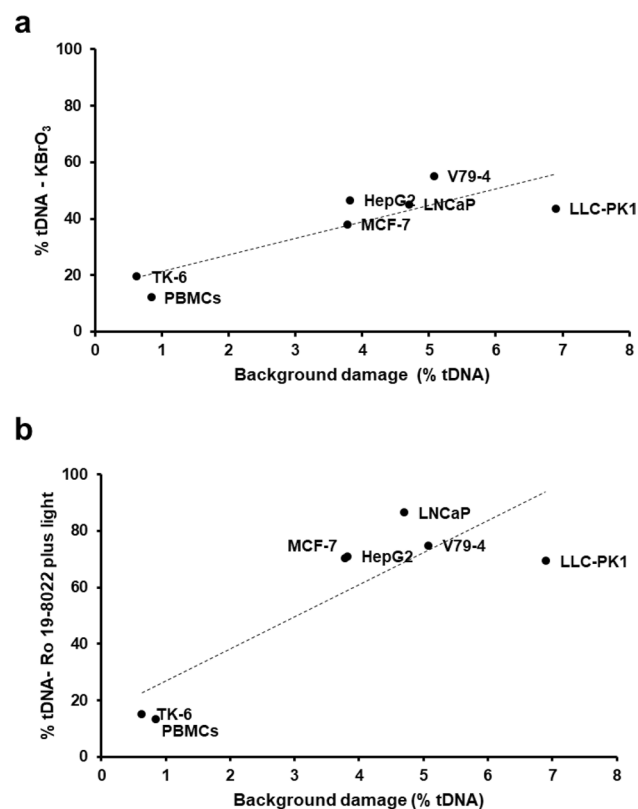 a
100
80
60
40
20
0
% tDNA - KBrO₃
V79-4
HepG2
LNCaP
LLC-PK1
MCF-7
TK-6
PBMCs
0 1 2 3 4 5 6 7 8
Background damage (% tDNA)
b
100
80
60
40
20
0
% tDNA- Ro 19-8022 plus light
LNCaP
MCF-7
HepG2
V79-4
LLC-PK1
TK-6
PBMCs
0 1 2 3 4 5 6 7 8
Background damage (% tDNA)